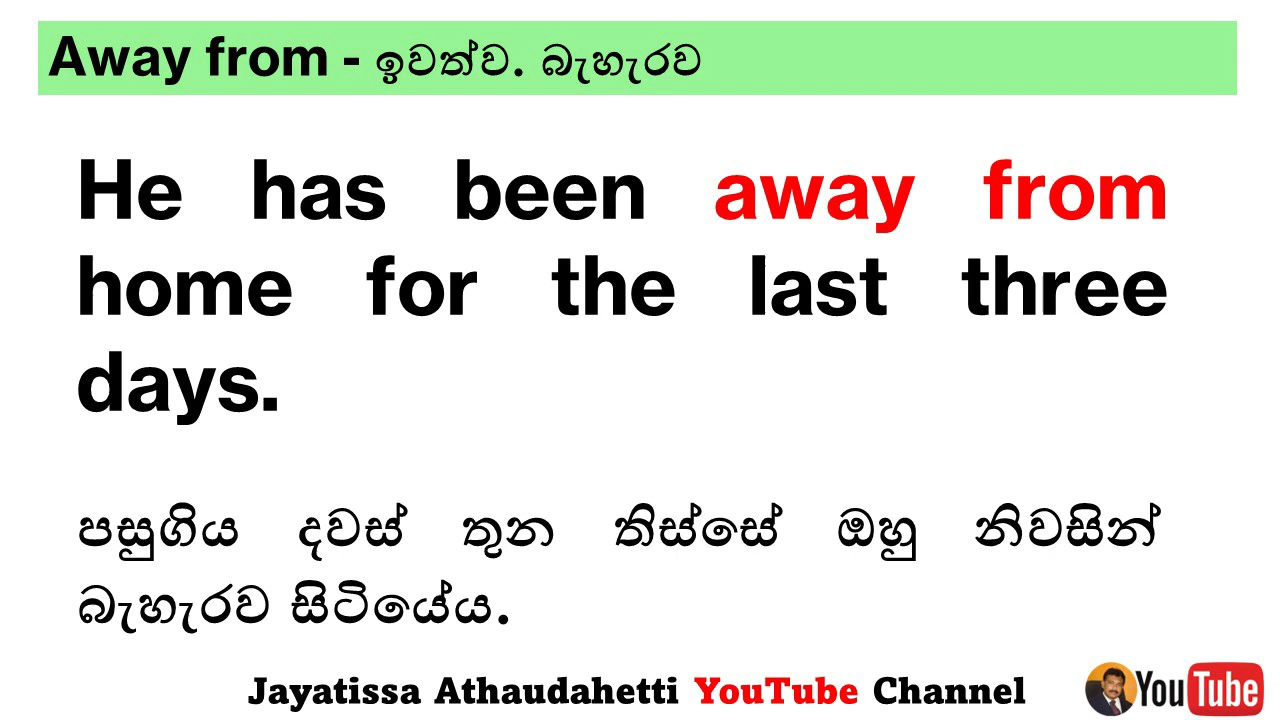 Away from - ඉවත්ව. බැහැරව
He has been away from
home for the last three
days.
පසුගිය දවස් තුන තිස්සේ ඔහු නිවසින්
බැහැරව සිටියේය.
Jayatissa Athaudahetti YouTube Channel
YouTube